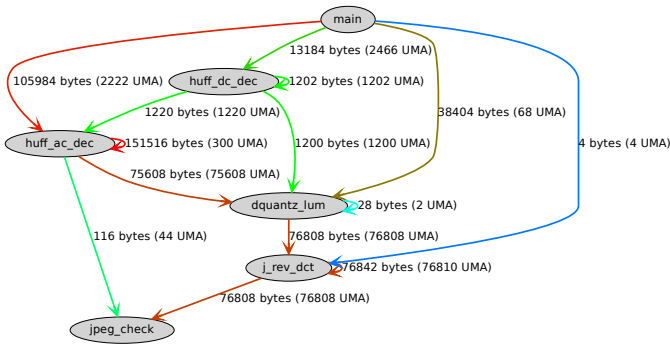 main
13184 bytes (2466 UMA)
105984 bytes (2222 UMA)
huff_dc_dec
1202 bytes (1202 UMA)
1220 bytes (1220 UMA)
38404 bytes (68 UMA)
huff_ac_dec
151516 bytes (300 UMA)
1200 bytes (1200 UMA)
4 bytes (4 UMA)
75608 bytes (75608 UMA)
dquantz_lum
28 bytes (2 UMA)
116 bytes (44 UMA)
76808 bytes (76808 UMA)
j_rev_dct
76842 bytes (76810 UMA)
76808 bytes (76808 UMA)
jpeg_check